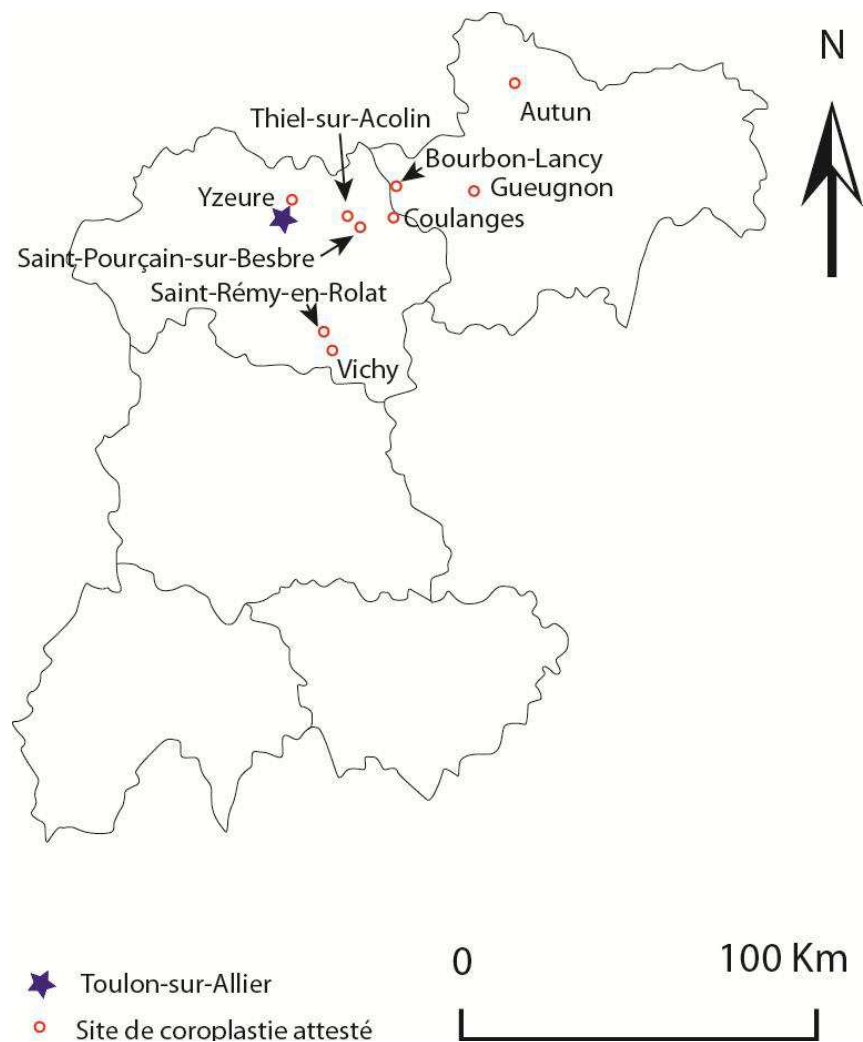 N
Autun
Thiel-sur-Acolin
Bourbon-Lancy
Yzeure
Gueugnon
Coulanges
Saint-Pourçain-sur-Besbre
Saint-Rémy-en-Rolat
Vichy
0 100 Km
Toulon-sur-Allier
Site de coroplastie attesté